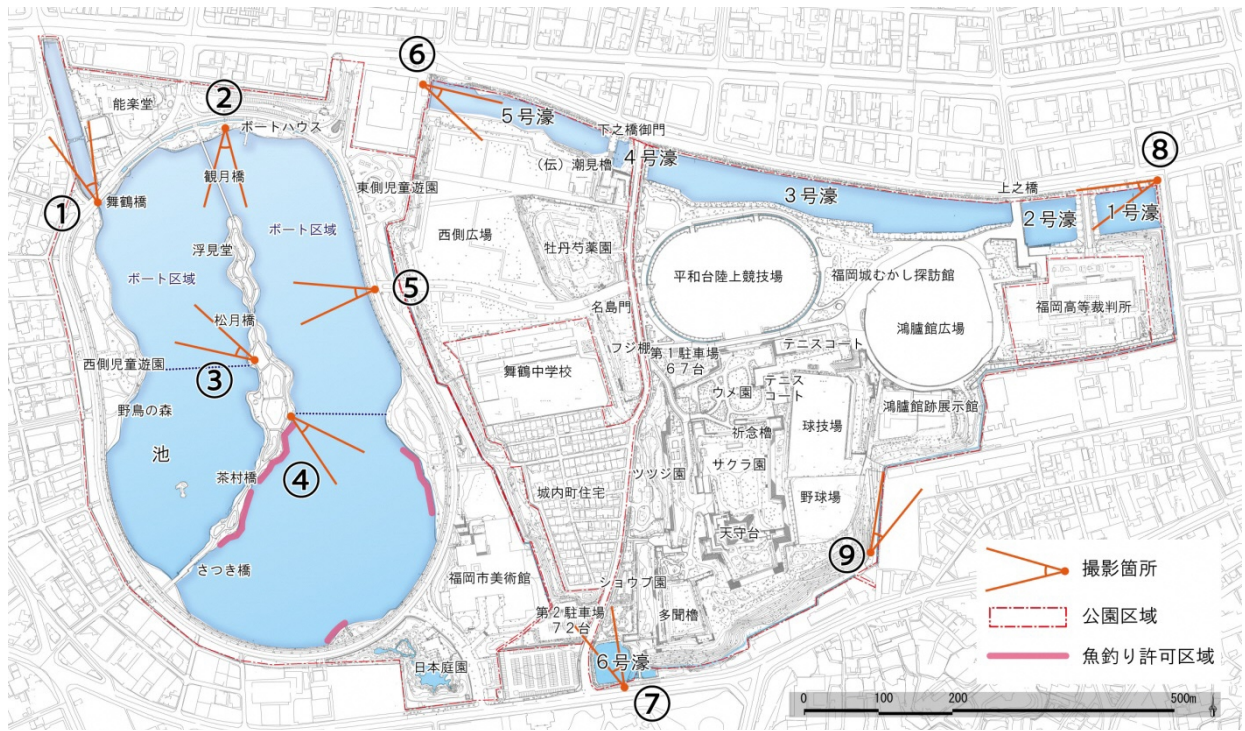 ①
②
③
④
⑤
⑥
⑦
⑧
⑨
能楽堂
ボートハウス
舞鶴橋
観月橋
東側児童遊園
浮見堂
ボート区域
ボート区域
松月橋
西側児童遊園
野鳥の森
池
茶村橋
さつき橋
5号濠
下之橋御門
4号濠
(伝)潮見櫓
3号濠
上之橋
2号濠
1号濠
西側広場
牡丹芍薬園
平和台陸上競技場
福岡城むかし探訪館
名島門
鴻臚館広場
福岡高等裁判所
フジ棚
第1駐車場
67台
テニスコート
舞鶴中学校
ウメ園
テニス
コート
鴻臚館跡展示館
祈念櫓
球技場
ツツジ園
サクラ園
城内町住宅
野球場
天守台
福岡市美術館
ショウブ園
第2駐車場
72台
多聞櫓
6号濠
日本庭園
撮影箇所
公園区域
魚釣り許可区域
0
100
200
500m